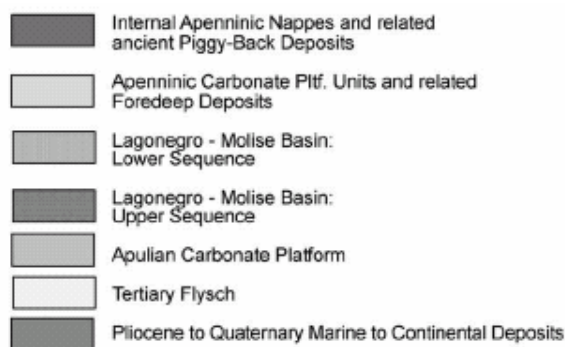 Internal Apenninic Nappes and related
ancient Piggy-Back Deposits
Apenninic Carbonate Pltf. Units and related
Foredeep Deposits
Lagonegro - Molise Basin:
Lower Sequence
Lagonegro - Molise Basin:
Upper Sequence
Apulian Carbonate Platform
Tertiary Flysch
Pliocene to Quaternary Marine to Continental Deposits